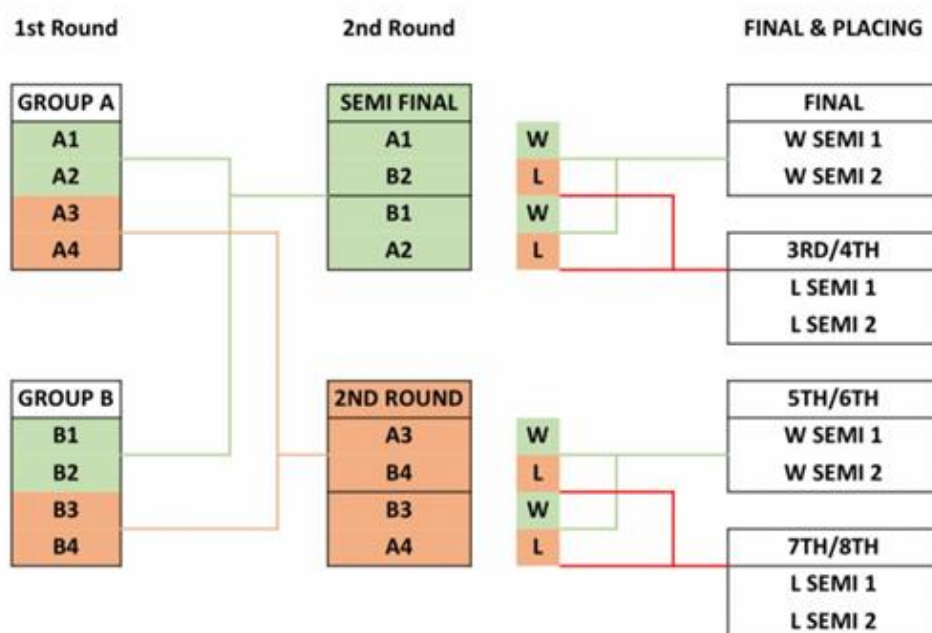 1st Round
2nd Round
FINAL & PLACING
GROUP A
A1
A2
A3
A4
GROUP B
B1
B2
B3
B4
SEMI FINAL
A1
B2
B1
A2
2ND ROUND
A3
B4
B3
A4
W
L
W
L
W
L
W
L
FINAL
W SEMI 1
W SEMI 2
3RD/4TH
L SEMI 1
L SEMI 2
5TH/6TH
W SEMI 1
W SEMI 2
7TH/8TH
L SEMI 1
L SEMI 2